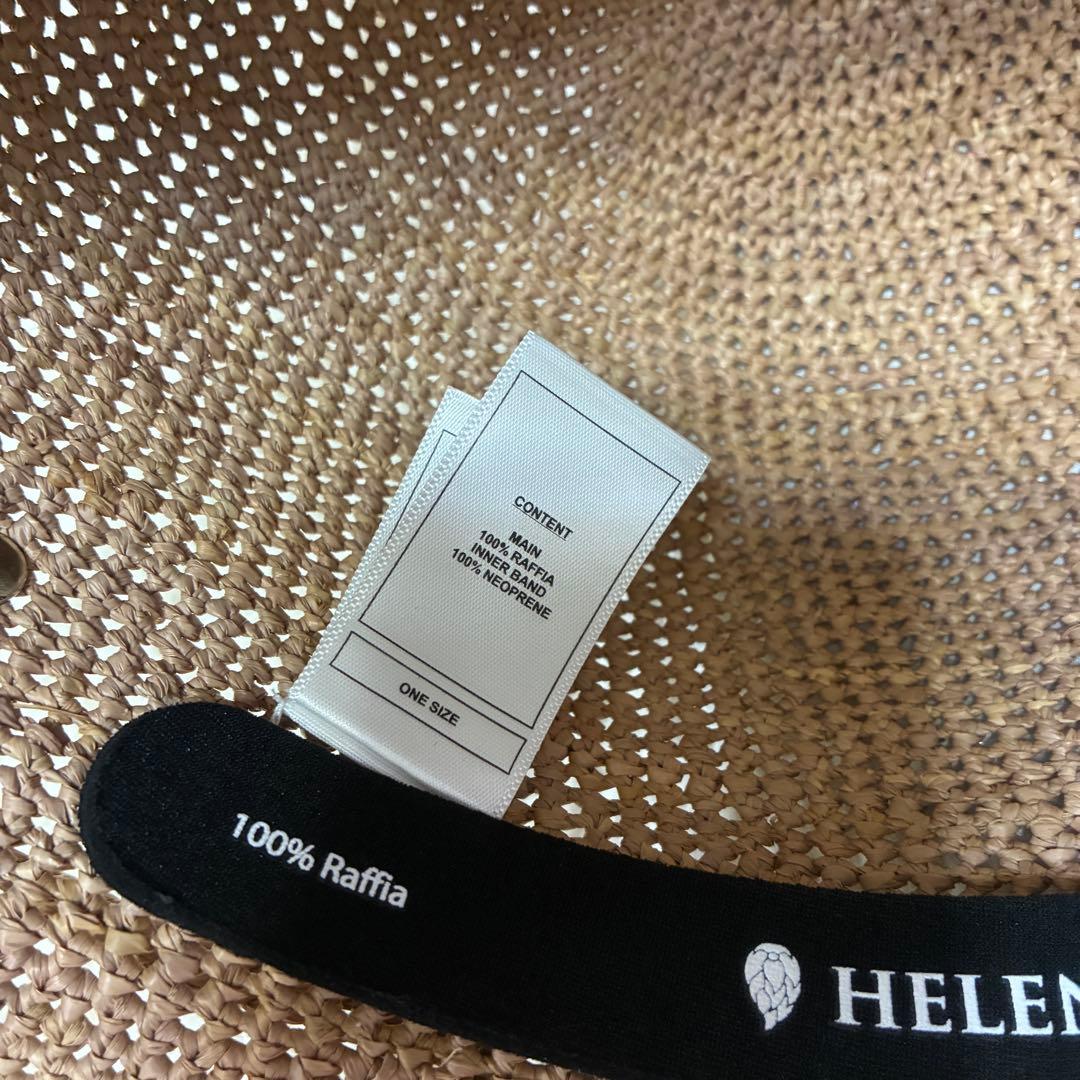 CONTENT
MAIN
100% RAFFIA
INNER BAND
100% NEOPRENE
ONE SIZE
100% Raffia
HELEN